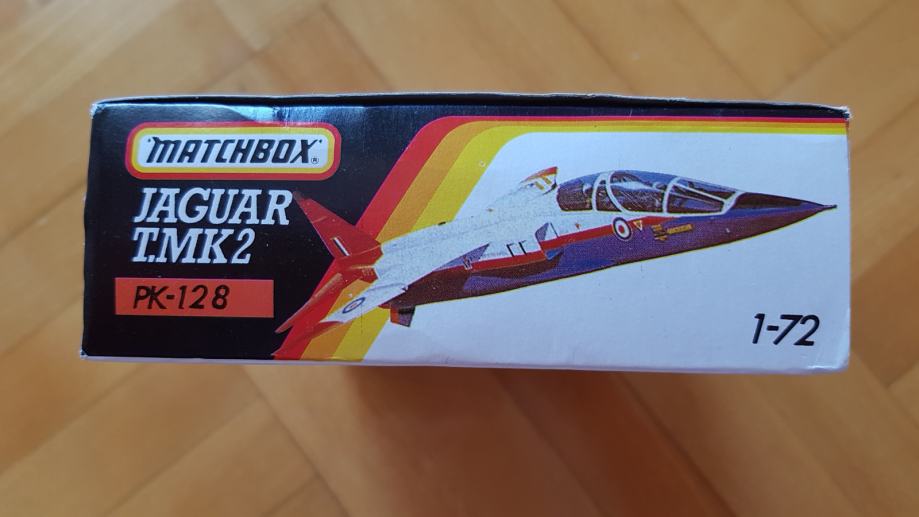 MATCHBOX®
JAGUAR
T.MK2
PK-128
1-72